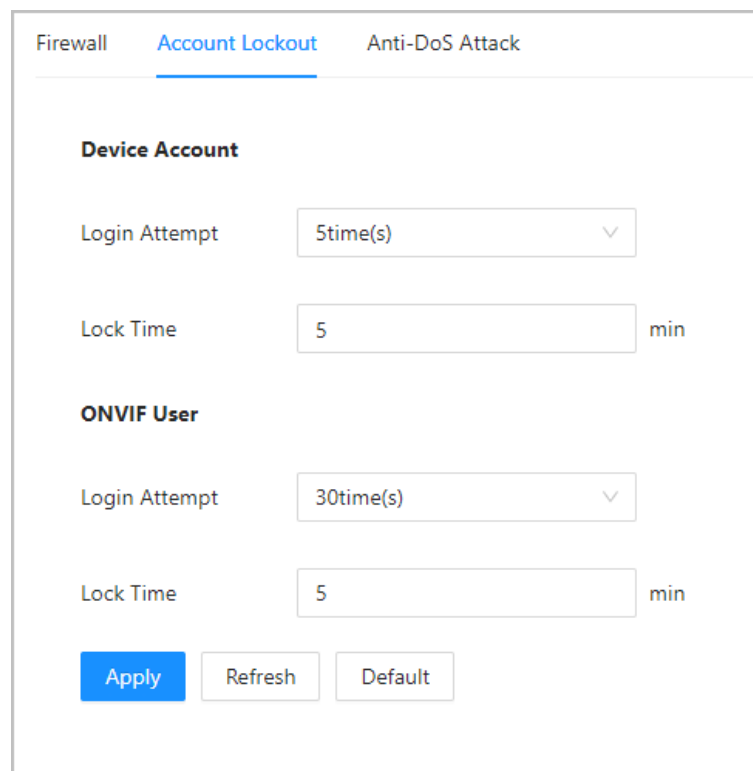 Firewall Account Lockout Anti-DoS Attack
Device Account
Login Attempt 5time(s)
Lock Time 5 min
ONVIF User
Login Attempt 30time(s)
Lock Time 5 min
Apply Refresh Default